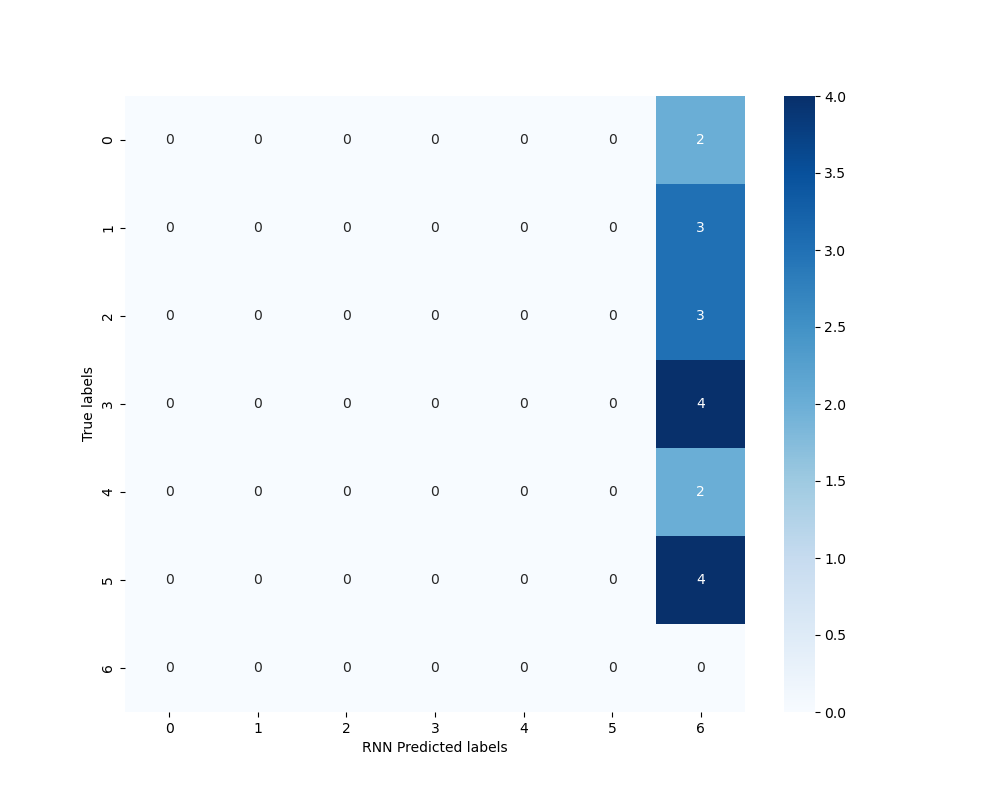 0 0 0 0 0 0 0 2
1 0 0 0 0 0 0 3
2 0 0 0 0 0 0 3
3 0 0 0 0 0 0 4
4 0 0 0 0 0 0 2
5 0 0 0 0 0 0 4
6 0 0 0 0 0 0 0
0 1 2 3 4 5 6
True labels
RNN Predicted labels
4.0
3.5
3.0
2.5
2.0
1.5
1.0
0.5
0.0